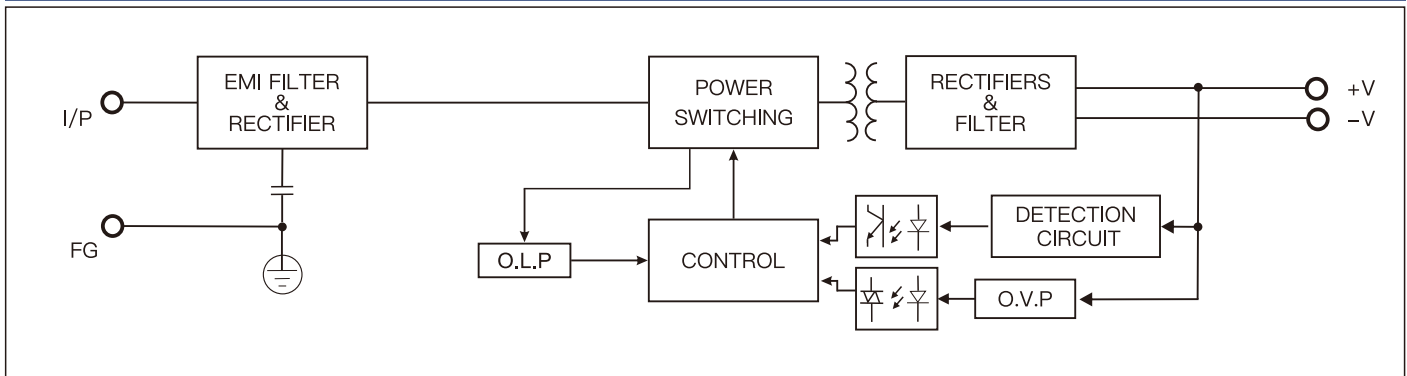 I/P
EMI FILTER
&
RECTIFIER
POWER
SWITCHING
RECTIFIERS
&
FILTER
+V
−V
FG
O.L.P
CONTROL
DETECTION
CIRCUIT
O.V.P